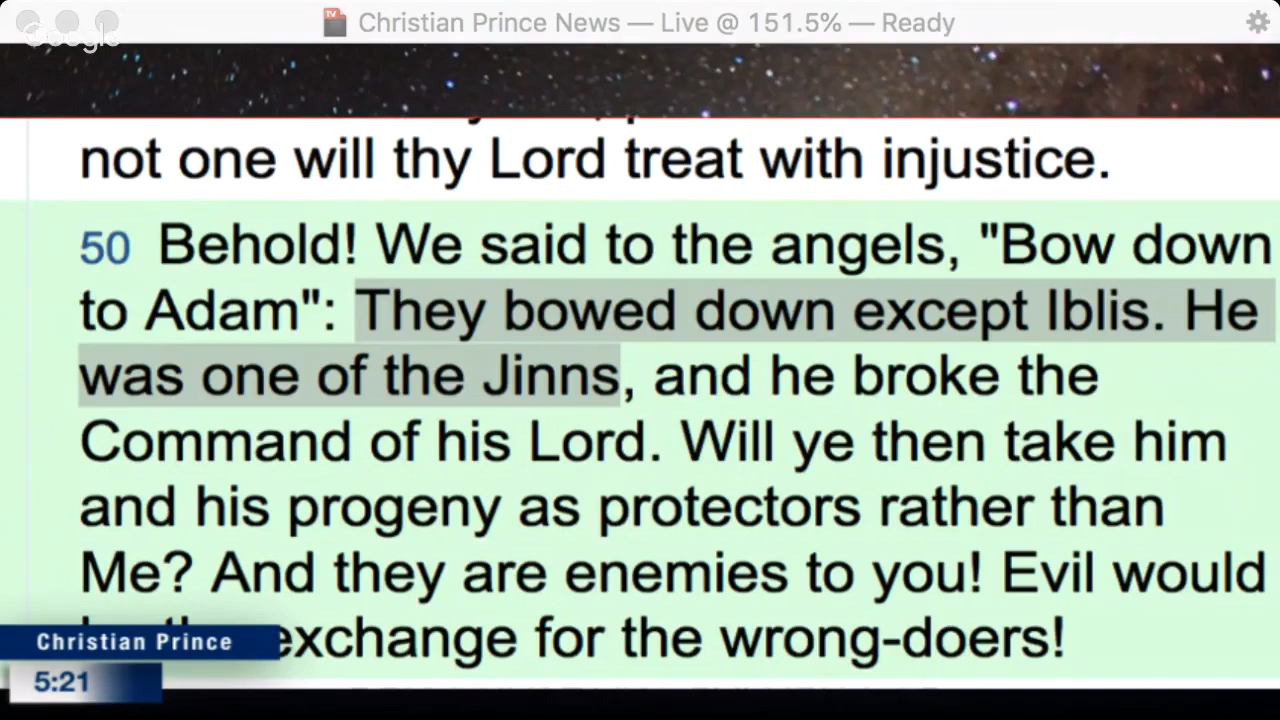 Christian Prince News — Live @ 151.5% — Ready
Google
not one will thy Lord treat with injustice.
50 Behold! We said to the angels, "Bow down
to Adam": They bowed down except Iblis. He
was one of the Jinns, and he broke the
Command of his Lord. Will ye then take him
and his progeny as protectors rather than
Me? And they are enemies to you! Evil would
exchange for the wrong-doers!
Christian Prince
5:21